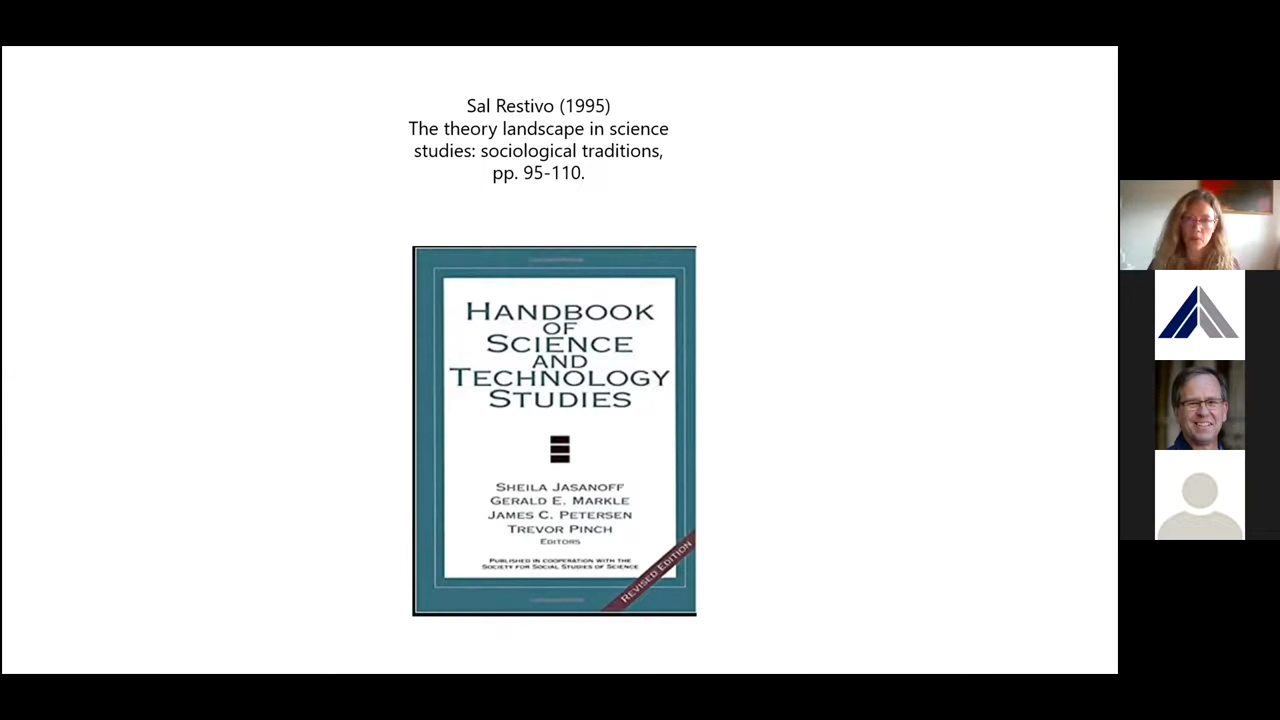 Sal Restivo (1995)
The theory landscape in science
studies: sociological traditions,
pp. 95-110.
HANDBOOK
OF
SCIENCE
AND
TECHNOLOGY
STUDIES
SHEILA JASANOFF
GERALD E. MARKLE
JAMES C. PETERSEN
TREVOR PINCH
EDITORS
PUBLISHED IN COOPERATION WITH THE
SOCIETY FOR SOCIAL STUDIES OF SCIENCE
REVISED EDITION